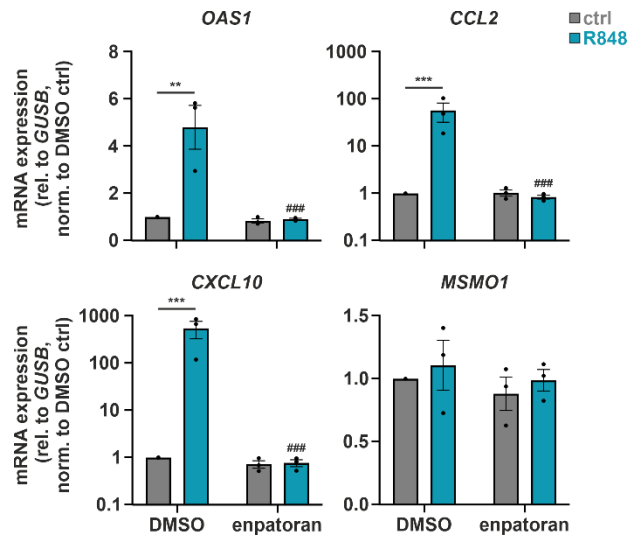 OAS1
CCL2
ctrl
R848
mRNA expression
(rel. to GUSB,
norm. to DMSO ctrl)
8
6
4
2
0
**
###
1000
100
10
1
0.1
***
###
CXCL10
MSMO1
mRNA expression
(rel. to GUSB,
norm. to DMSO ctrl)
1000
100
10
1
0.1
***
###
DMSO
enpatoran
1.5
1.0
0.5
0.0
DMSO
enpatoran